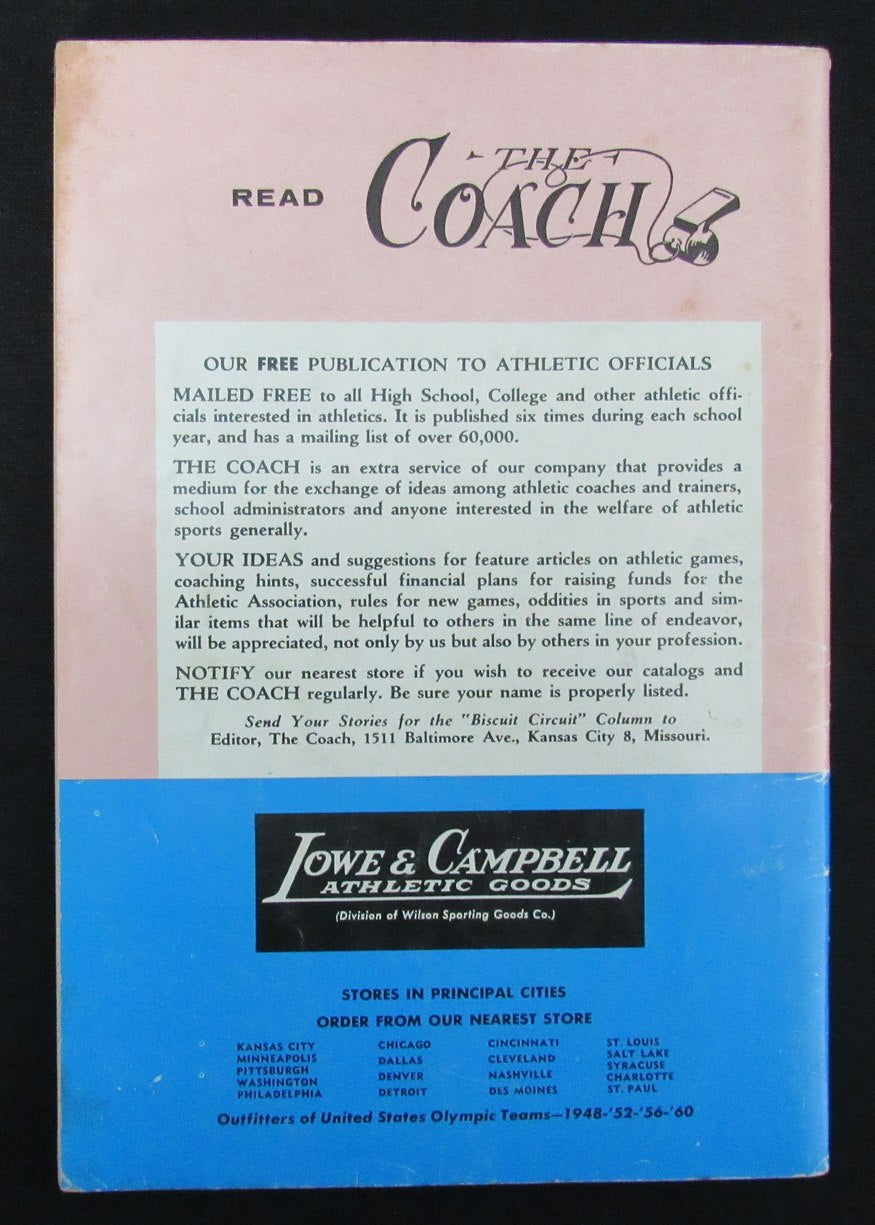 READ THE COACH
OUR FREE PUBLICATION TO ATHLETIC OFFICIALS
MAILED FREE to all High School, College and other athletic offi-
cials interested in athletics. It is published six times during each school
year, and has a mailing list of over 60,000.
THE COACH is an extra service of our company that provides a
medium for the exchange of ideas among athletic coaches and trainers,
school administrators and anyone interested in the welfare of athletic
sports generally.
YOUR IDEAS and suggestions for feature articles on athletic games,
coaching hints, successful financial plans for raising funds for the
Athletic Association, rules for new games, oddities in sports and sim-
ilar items that will be helpful to others in the same line of endeavor,
will be appreciated, not only by us but also by others in your profession.
NOTIFY our nearest store if you wish to receive our catalogs and
THE COACH regularly. Be sure your name is properly listed.
Send Your Stories for the "Biscuit Circuit" Column to
Editor, The Coach, 1511 Baltimore Ave., Kansas City 8, Missouri.
LOWE & CAMPBELL
ATHLETIC GOODS
(Division of Wilson Sporting Goods Co.)
STORES IN PRINCIPAL CITIES
ORDER FROM OUR NEAREST STORE
KANSAS CITY
MINNEAPOLIS
PITTSBURGH
WASHINGTON
PHILADELPHIA
CHICAGO
DALLAS
DENVER
DETROIT
CINCINNATI
CLEVELAND
NASHVILLE
DES MOINES
ST. LOUIS
SALT LAKE
SYRACUSE
CHARLOTTE
ST. PAUL
Outfitters of United States Olympic Teams—1948-'52-'56-'60